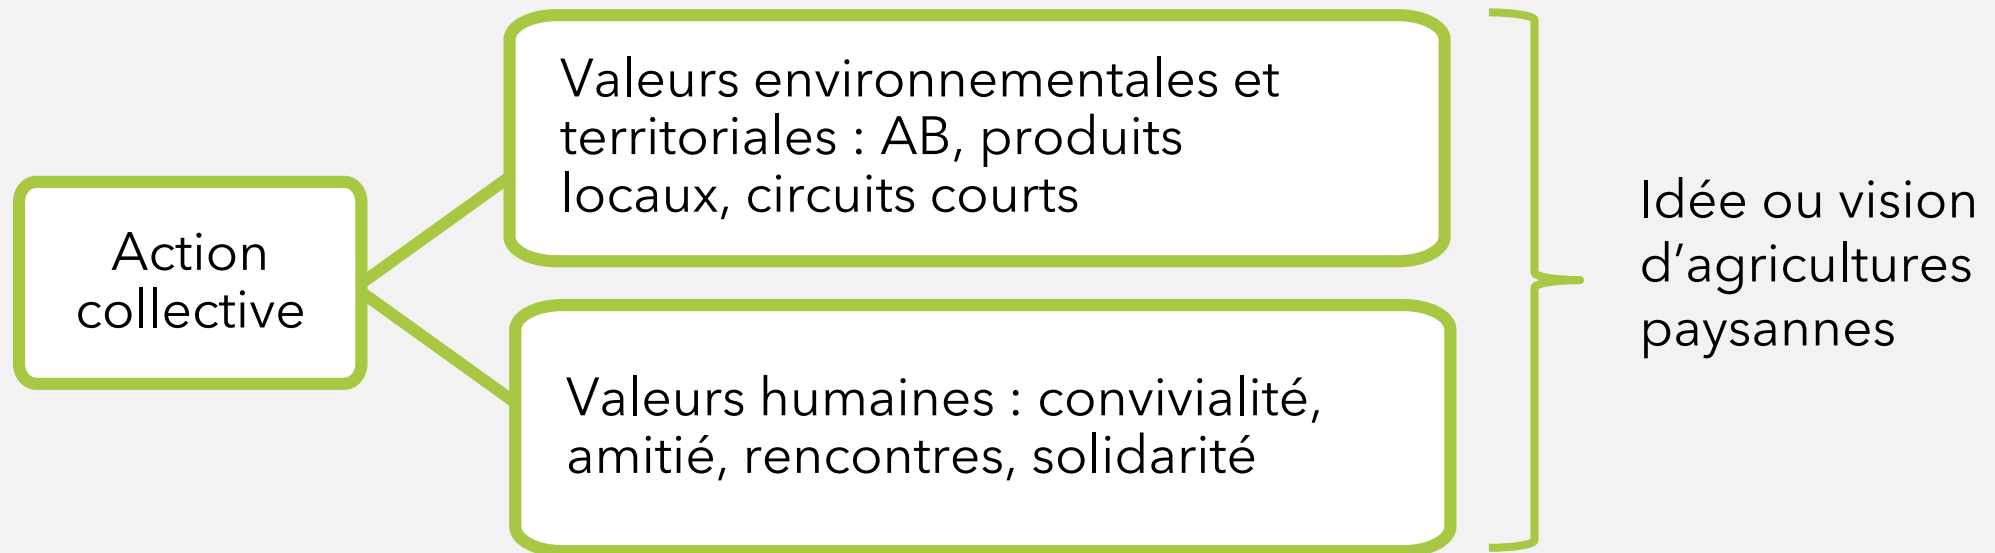 Action
collective
Valeurs environnementales et
territoriales : AB, produits
locaux, circuits courts
Valeurs humaines : convivialité,
amitié, rencontres, solidarité
Idée ou vision
d’agricultures
paysannes